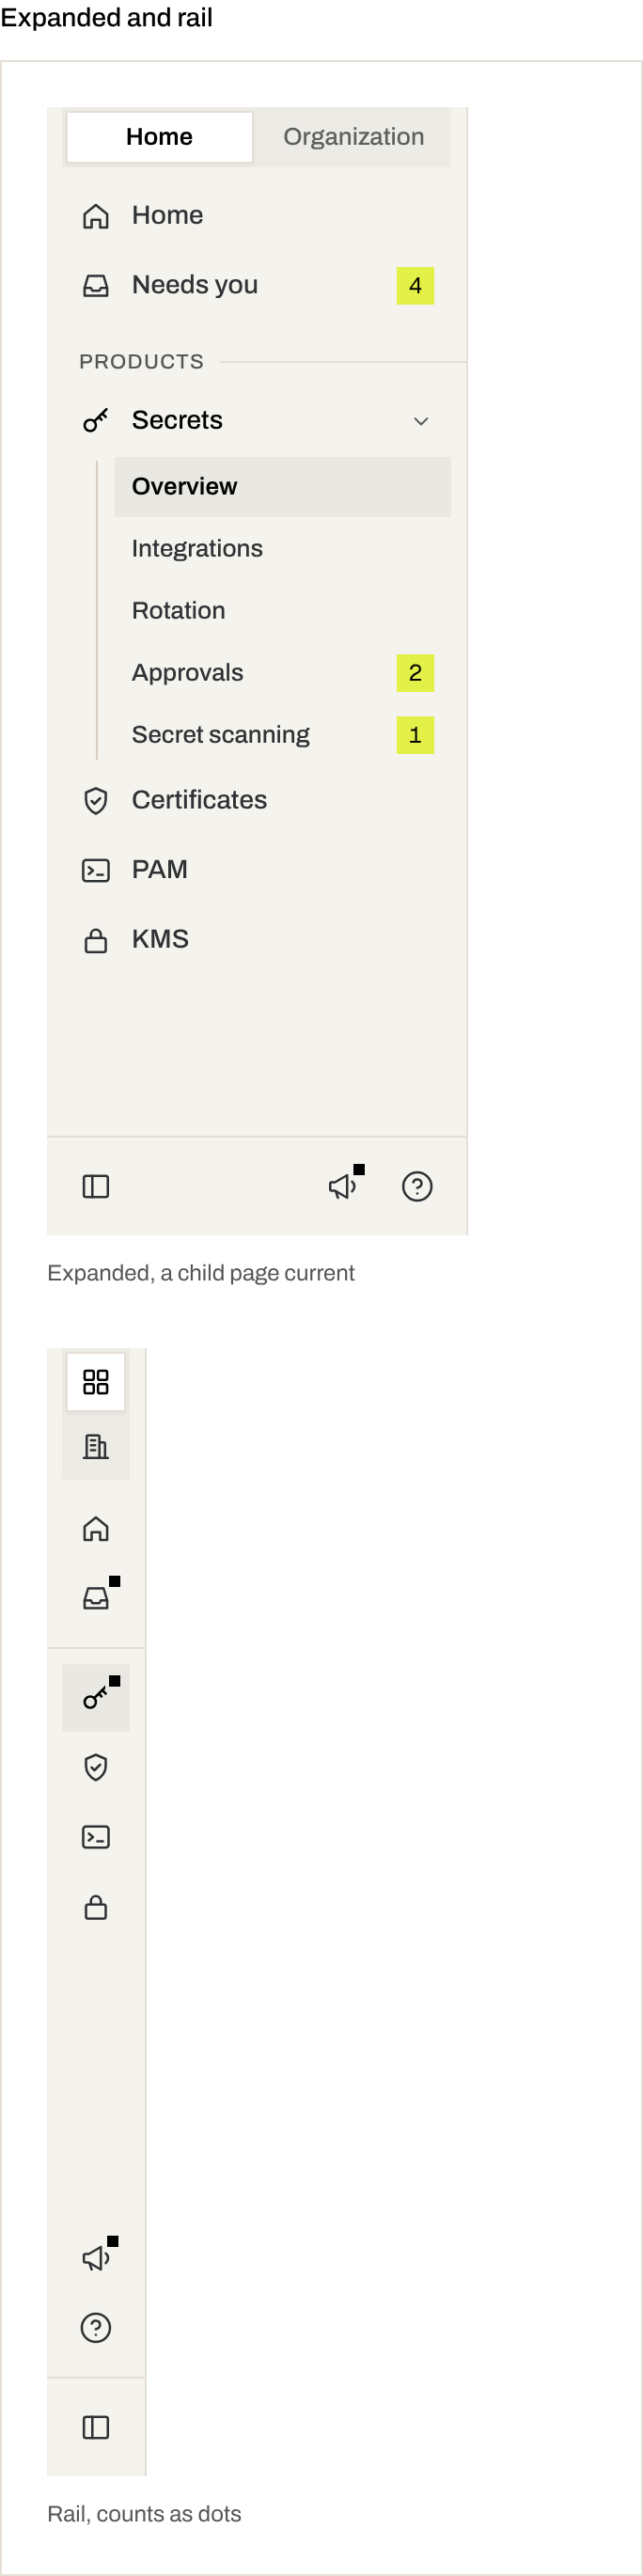 Expanded and rail
Home Organization
Home
Needs you 4
PRODUCTS
Secrets
Overview
Integrations
Rotation
Approvals 2
Secret scanning 1
Certificates
PAM
KMS
Expanded, a child page current
Rail, counts as dots